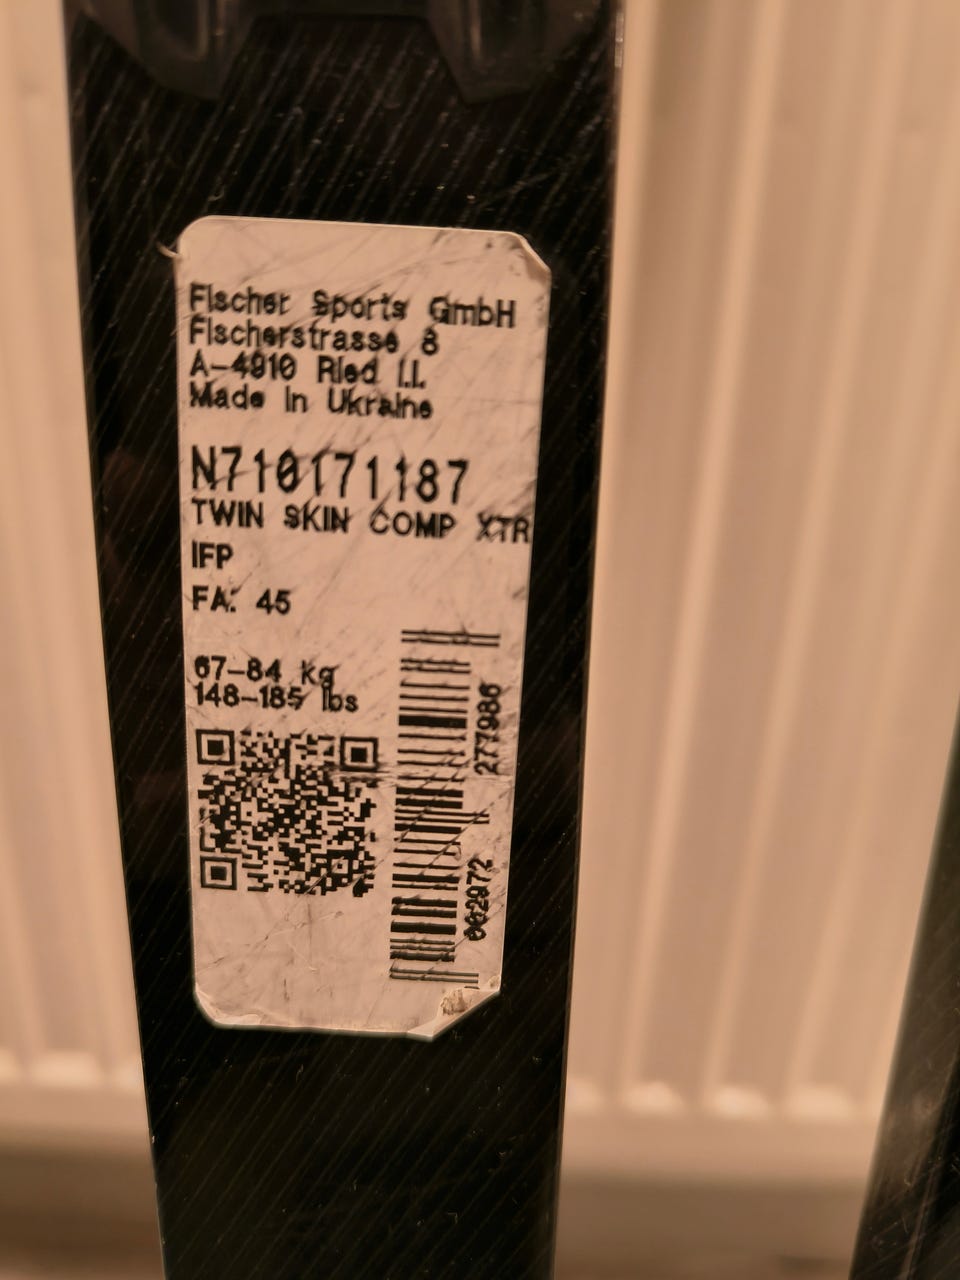 Fischer Sports GmbH
Fischerstrasse 8
A-4910 Ried i.I.
Made in Ukraine
N710171187
TWIN SKIN COMP XTR
IFP
FA: 45
67-84 kg
148-185 lbs
277986
002972